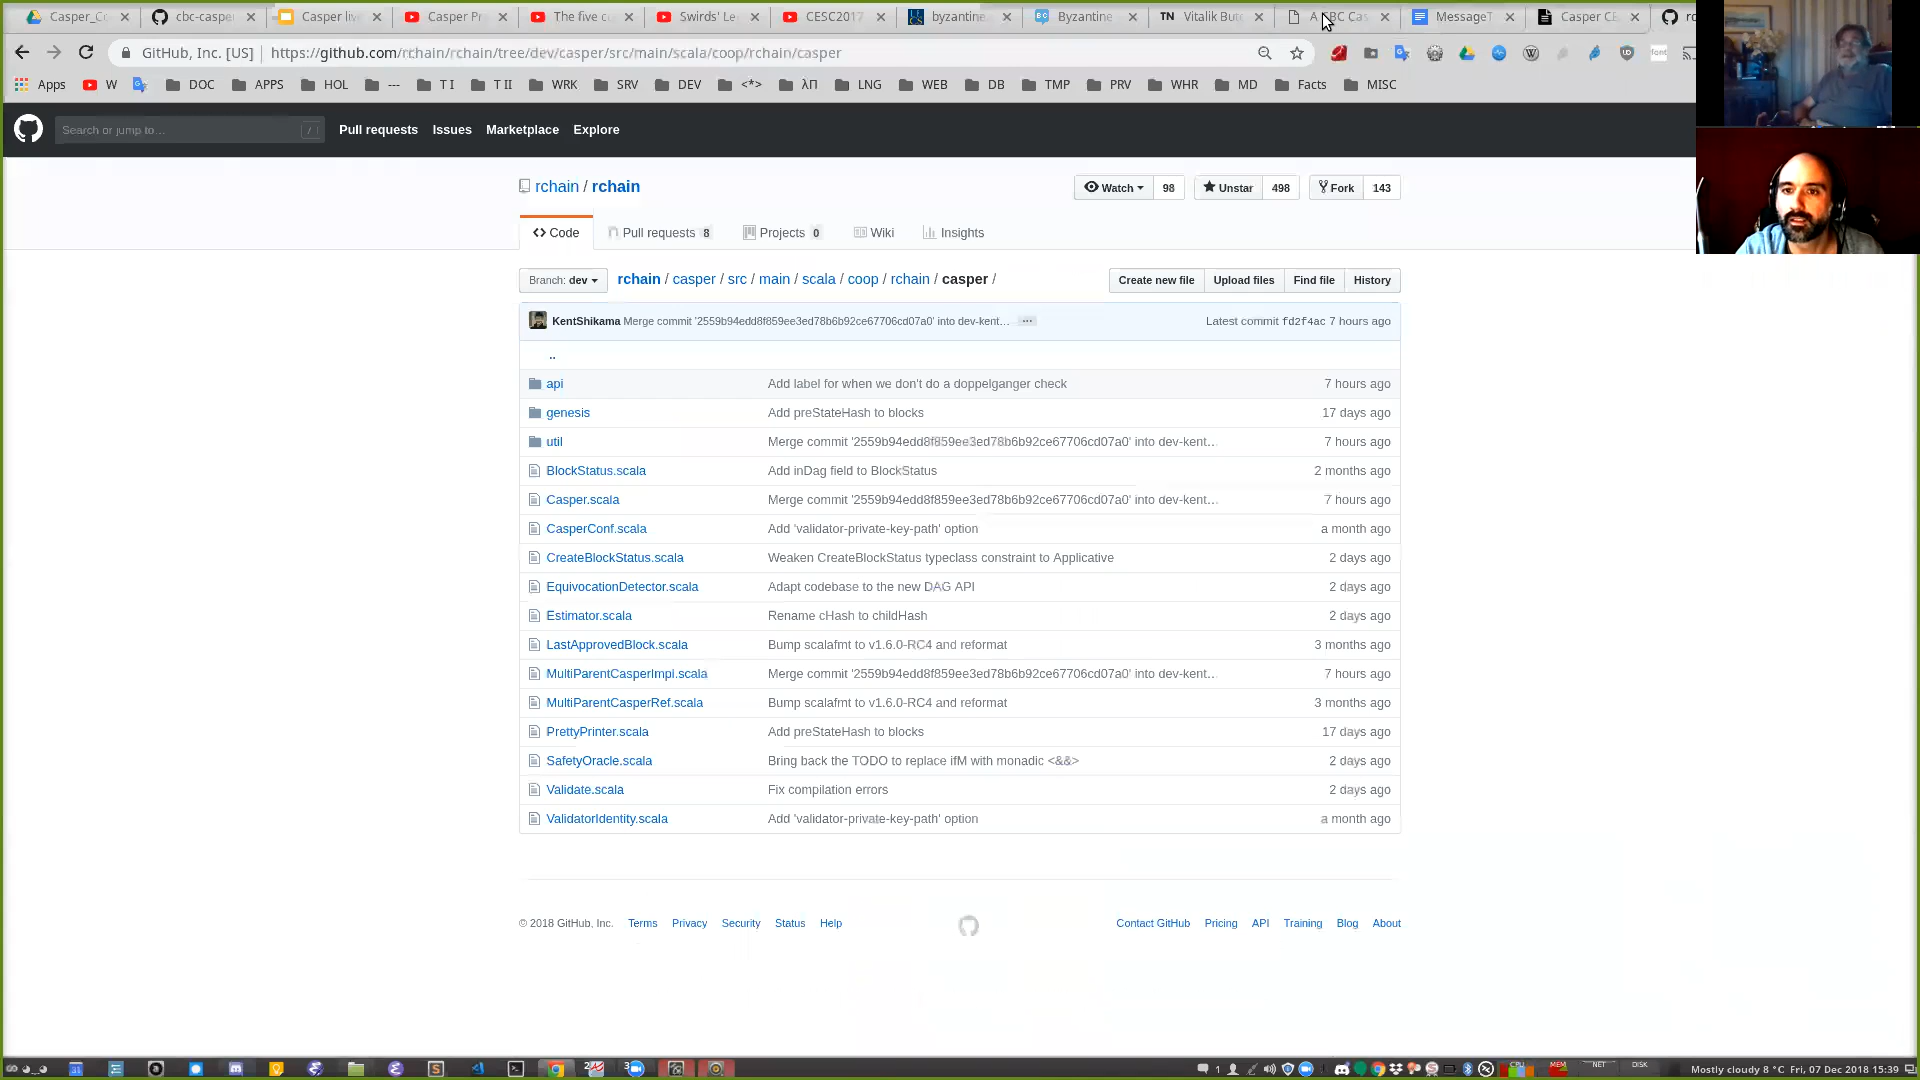 Casper_Co
cbc-casper
Casper live
Casper Pr
The five co
Swirds' Le
CESC2017
byzantine
Byzantine
Vitalik But
A CBC Cas
MessageT
Casper CB
GitHub, Inc. [US] | https://github.com/rchain/rchain/tree/dev/casper/src/main/scala/coop/rchain/casper
Apps W DOC APPS HOL --- T I T II WRK SRV DEV <*> λΠ LNG WEB DB TMP PRV WHR MD Facts MISC
Search or jump to... / Pull requests Issues Marketplace Explore
rchain / rchain
Watch 98 Unstar 498 Fork 143
Code Pull requests 8 Projects 0 Wiki Insights
Branch: dev rchain / casper / src / main / scala / coop / rchain / casper /
Create new file Upload files Find file History
KentShikama Merge commit '2559b94edd8f859ee3ed78b6b92ce67706cd07a0' into dev-kent… ... Latest commit fd2f4ac 7 hours ago
..
api Add label for when we don't do a doppelganger check 7 hours ago
genesis Add preStateHash to blocks 17 days ago
util Merge commit '2559b94edd8f859ee3ed78b6b92ce67706cd07a0' into dev-kent… 7 hours ago
BlockStatus.scala Add inDag field to BlockStatus 2 months ago
Casper.scala Merge commit '2559b94edd8f859ee3ed78b6b92ce67706cd07a0' into dev-kent… 7 hours ago
CasperConf.scala Add 'validator-private-key-path' option a month ago
CreateBlockStatus.scala Weaken CreateBlockStatus typeclass constraint to Applicative 2 days ago
EquivocationDetector.scala Adapt codebase to the new DAG API 2 days ago
Estimator.scala Rename cHash to childHash 2 days ago
LastApprovedBlock.scala Bump scalafmt to v1.6.0-RC4 and reformat 3 months ago
MultiParentCasperImpl.scala Merge commit '2559b94edd8f859ee3ed78b6b92ce67706cd07a0' into dev-kent… 7 hours ago
MultiParentCasperRef.scala Bump scalafmt to v1.6.0-RC4 and reformat 3 months ago
PrettyPrinter.scala Add preStateHash to blocks 17 days ago
SafetyOracle.scala Bring back the TODO to replace ifM with monadic <&&> 2 days ago
Validate.scala Fix compilation errors 2 days ago
ValidatorIdentity.scala Add 'validator-private-key-path' option a month ago
© 2018 GitHub, Inc. Terms Privacy Security Status Help
Contact GitHub Pricing API Training Blog About
1 CPU MEM NET DISK Mostly cloudy 8 °C Fri, 07 Dec 2018 15:39